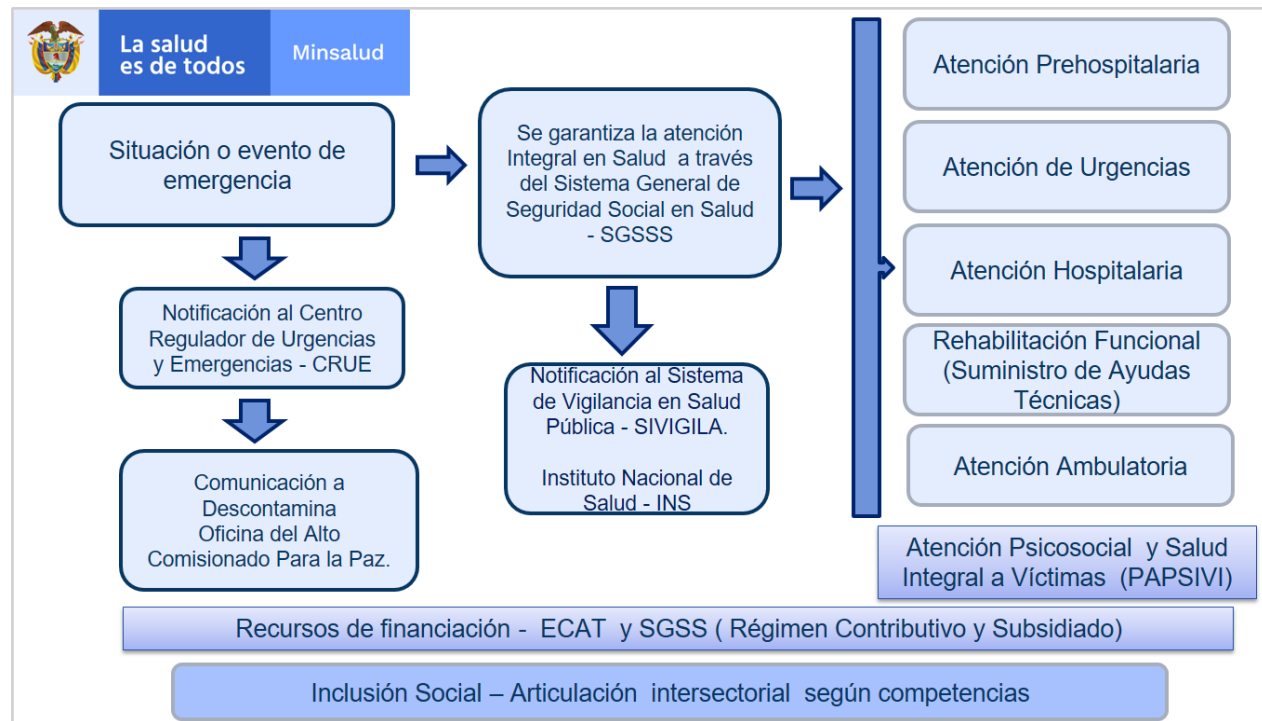 La salud
es de todos
Minsalud
Situación o evento de
emergencia
Notificación al Centro
Regulador de Urgencias
y Emergencias - CRUE
Comunicación a
Descontamina
Oficina del Alto
Comisionado Para la Paz.
Se garantiza la atención
Integral en Salud a través
del Sistema General de
Seguridad Social en Salud
- SGSSS
Notificación al Sistema
de Vigilancia en Salud
Pública - SIVIGILA.
Instituto Nacional de
Salud - INS
Atención Prehospitalaria
Atención de Urgencias
Atención Hospitalaria
Rehabilitación Funcional
(Suministro de Ayudas
Técnicas)
Atención Ambulatoria
Atención Psicosocial y Salud
Integral a Víctimas (PAPSIVI)
Recursos de financiación - ECAT y SGSS ( Régimen Contributivo y Subsidiado)
Inclusión Social – Articulación intersectorial según competencias